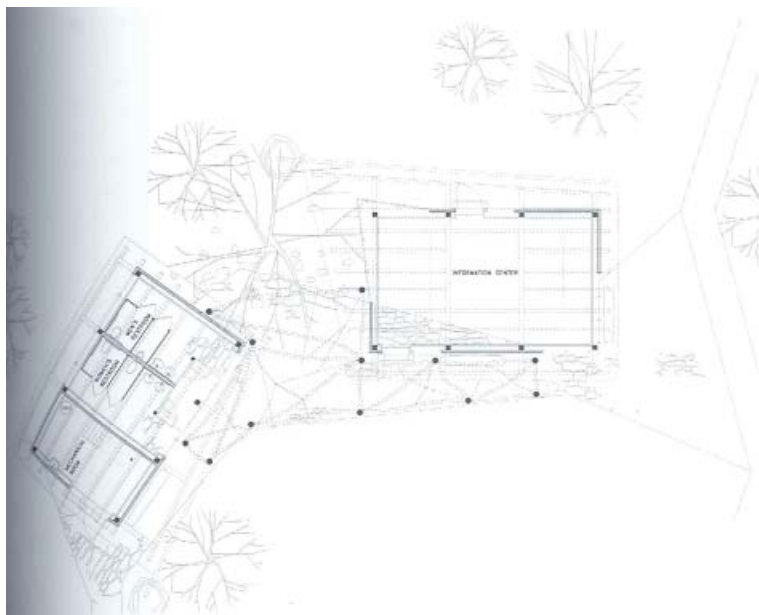 INFORMATION CENTER
MEN'S
RESTROOM
WOMEN'S
RESTROOM
MECHANICAL
ROOM